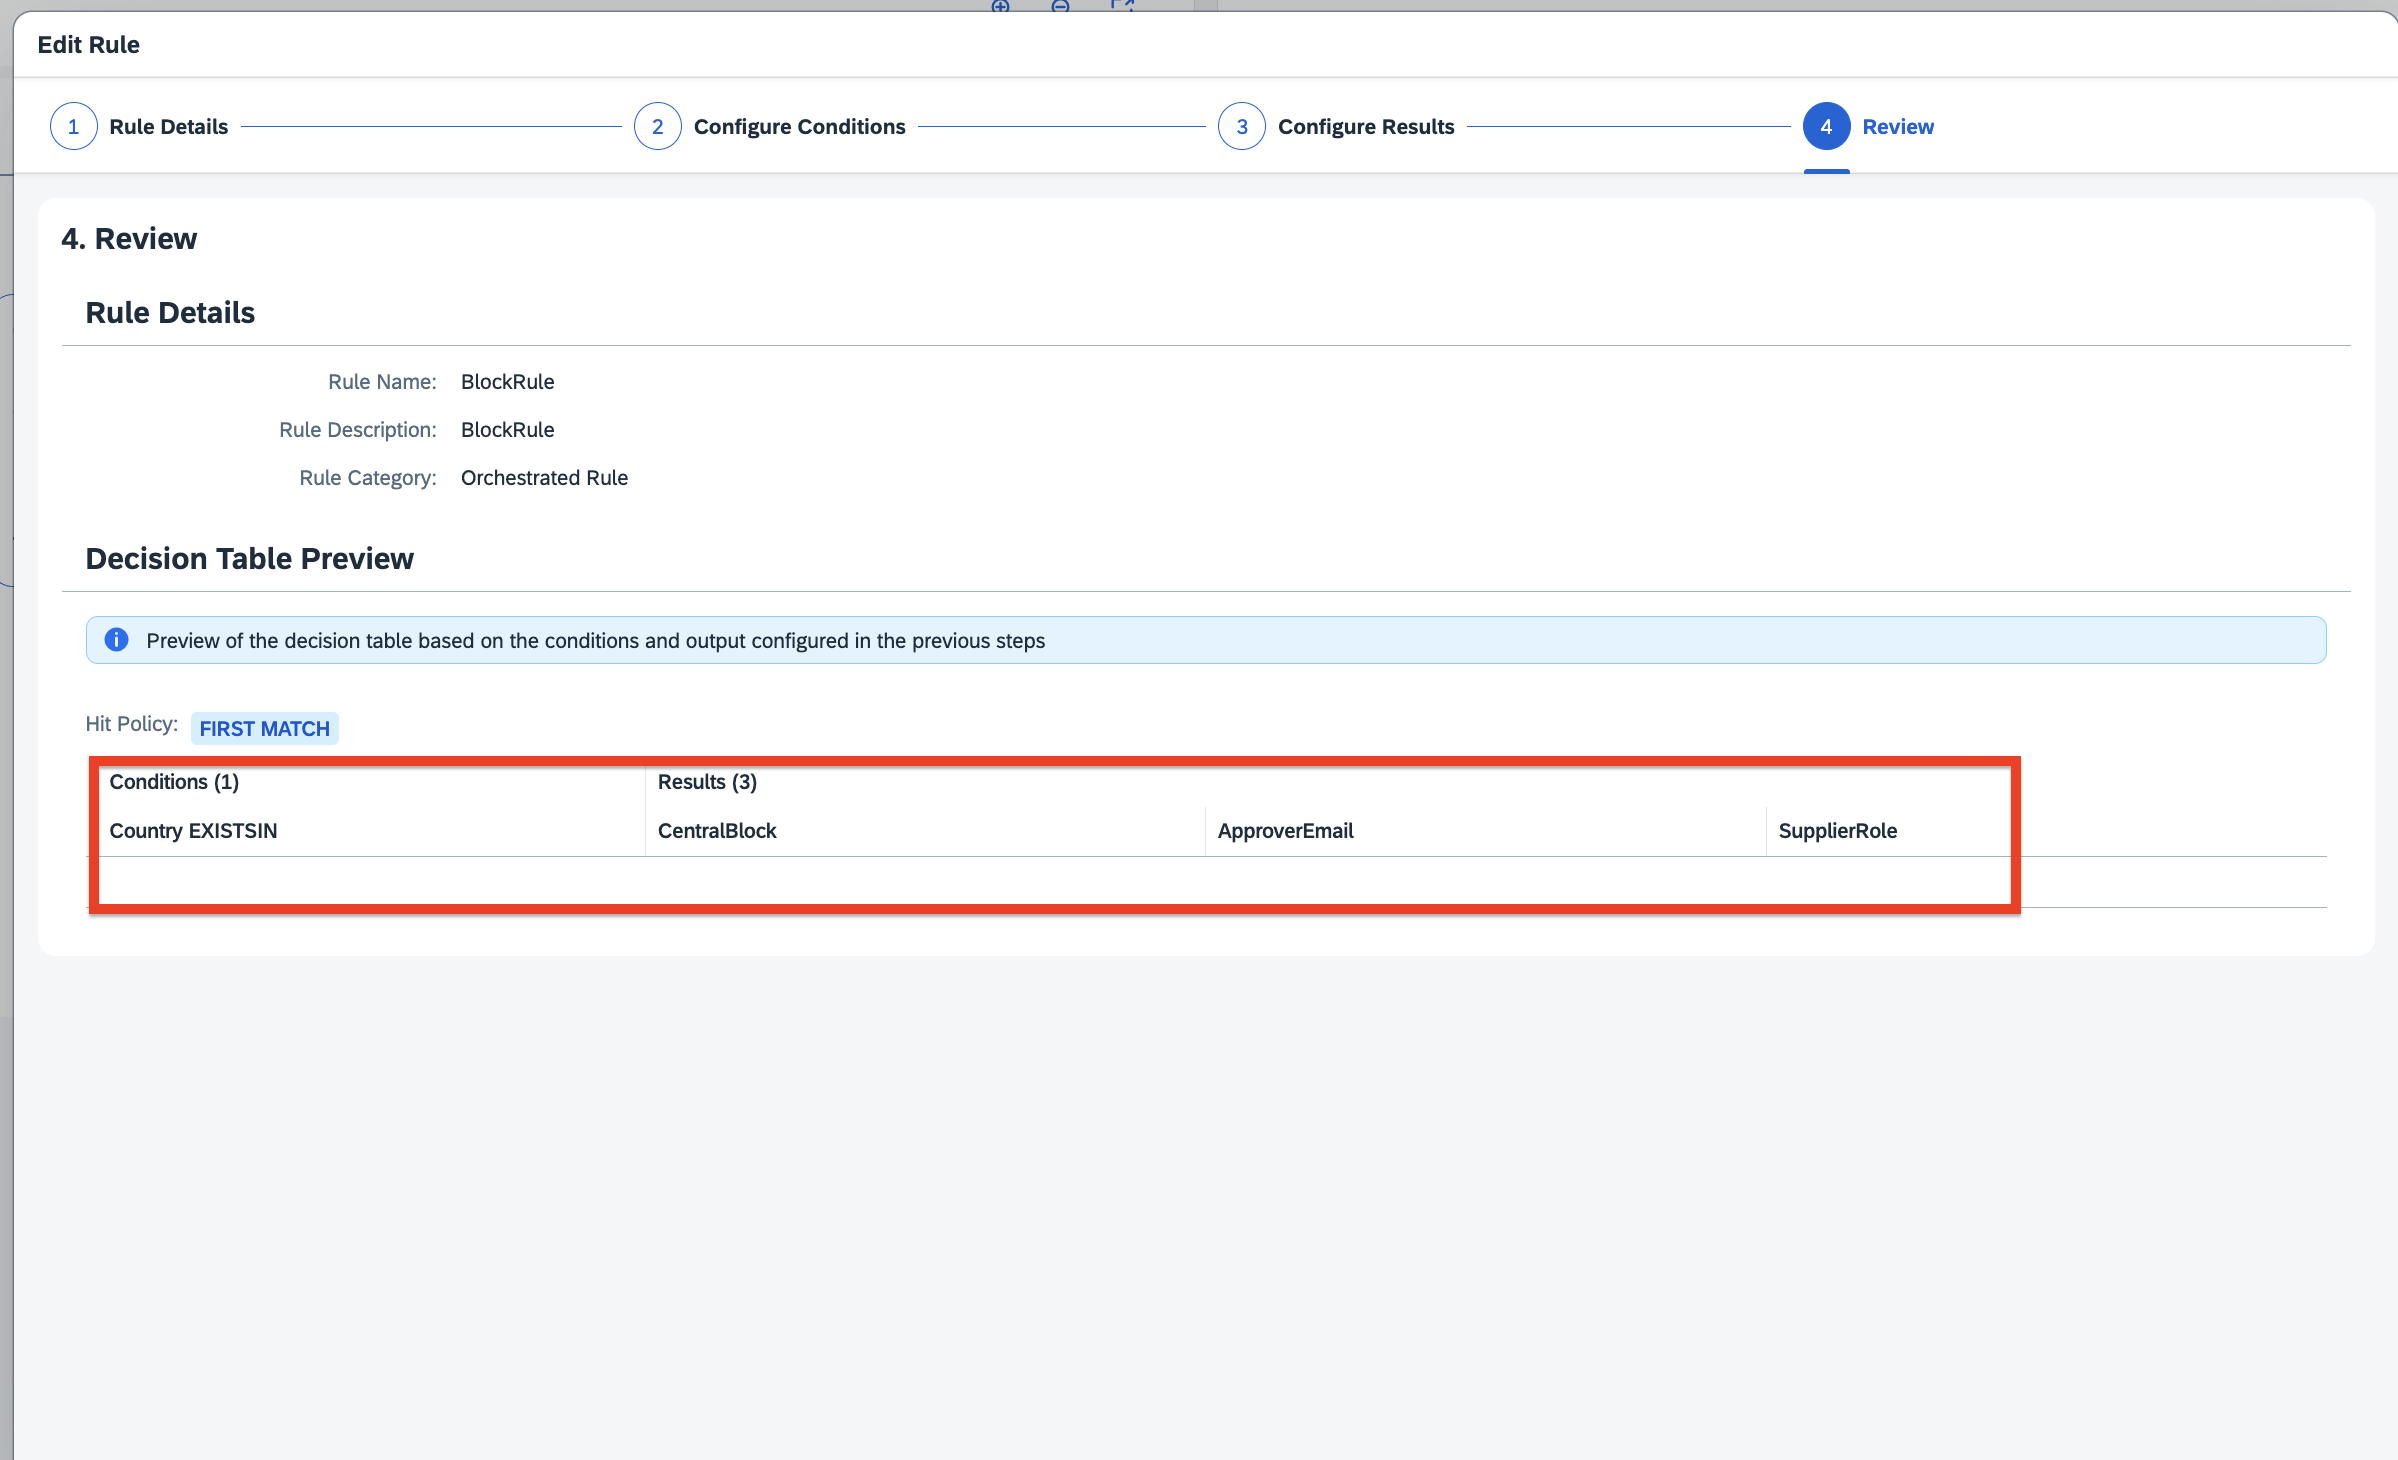 Edit Rule
1 Rule Details 2 Configure Conditions 3 Configure Results 4 Review
4. Review
Rule Details
Rule Name: BlockRule
Rule Description: BlockRule
Rule Category: Orchestrated Rule
Decision Table Preview
Preview of the decision table based on the conditions and output configured in the previous steps
Hit Policy: FIRST MATCH
Conditions (1) Results (3)
Country EXISTSIN CentralBlock ApproverEmail SupplierRole